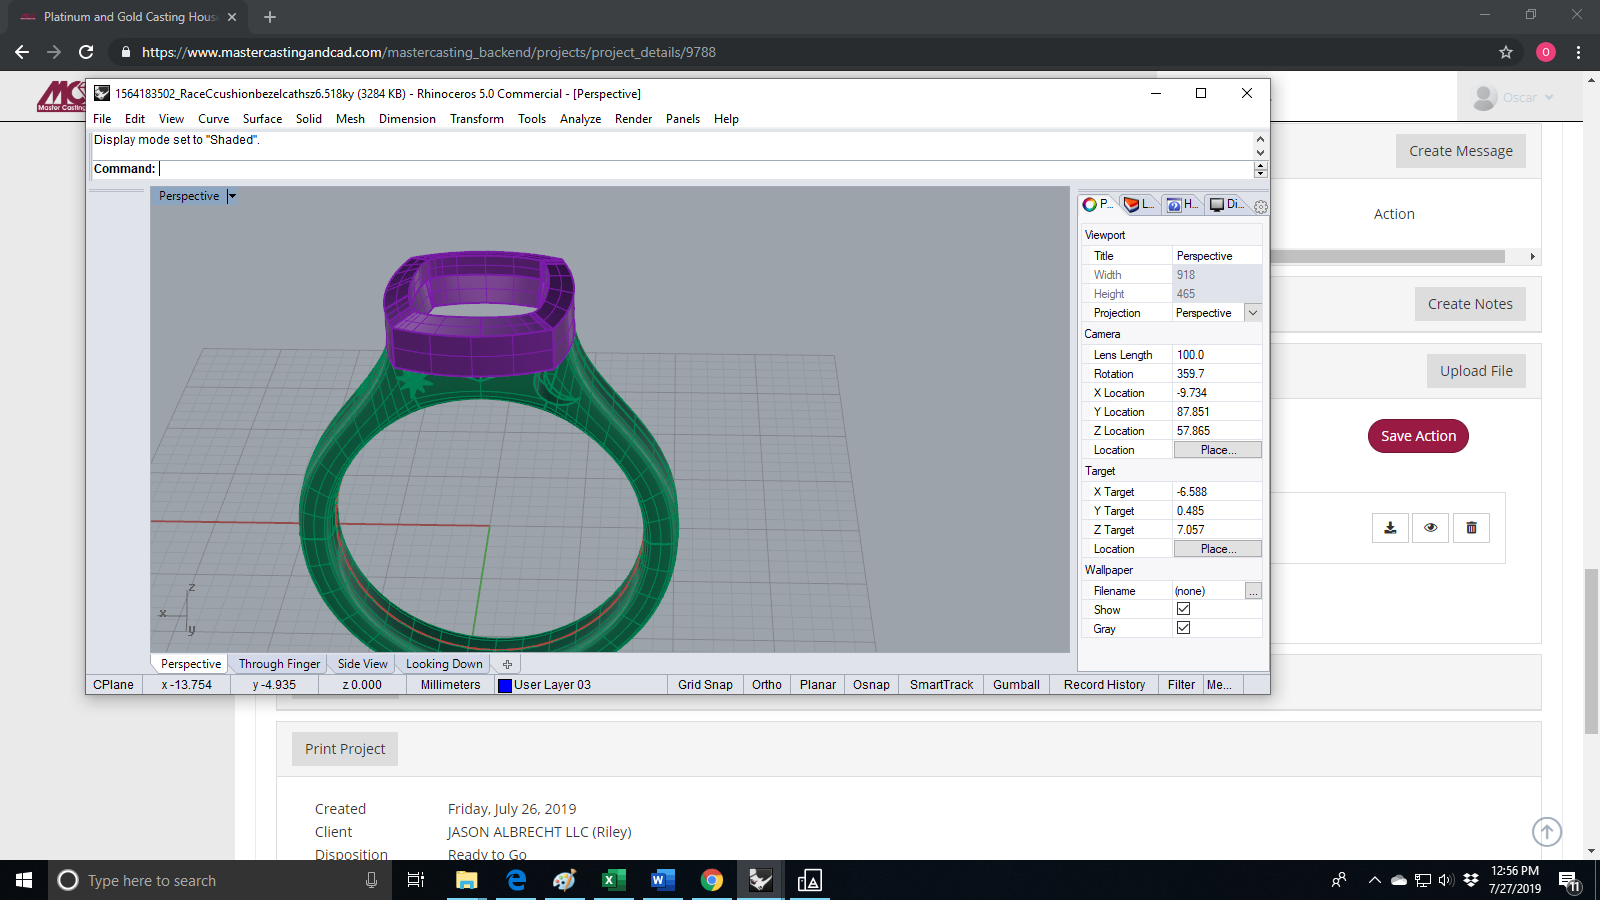 Platinum and Gold Casting Hous
https://www.mastercastingandcad.com/mastercasting_backend/projects/project_details/9788
O
MC
Master Casting
1564183502_RaceCcushionbezelcathsz6.518ky (3284 KB) - Rhinoceros 5.0 Commercial - [Perspective]
Oscar
File Edit View Curve Surface Solid Mesh Dimension Transform Tools Analyze Render Panels Help
Display mode set to "Shaded".
Command:
Create Message
Perspective
P... L... H... Di...
Action
Viewport
Title Perspective
Width 918
Height 465
Projection Perspective
Create Notes
Camera
Lens Length 100.0
Rotation 359.7
X Location -9.734
Y Location 87.851
Z Location 57.865
Location Place...
Upload File
Save Action
Target
X Target -6.588
Y Target 0.485
Z Target 7.057
Location Place...
Wallpaper
Filename (none) ...
Show
Gray
z
x
y
Perspective Through Finger Side View Looking Down
CPlane x -13.754 y -4.935 z 0.000 Millimeters User Layer 03 Grid Snap Ortho Planar Osnap SmartTrack Gumball Record History Filter Me...
Print Project
Created Friday, July 26, 2019
Client JASON ALBRECHT LLC (Riley)
Disposition Ready to Go
Type here to search
12:56 PM
7/27/2019
11